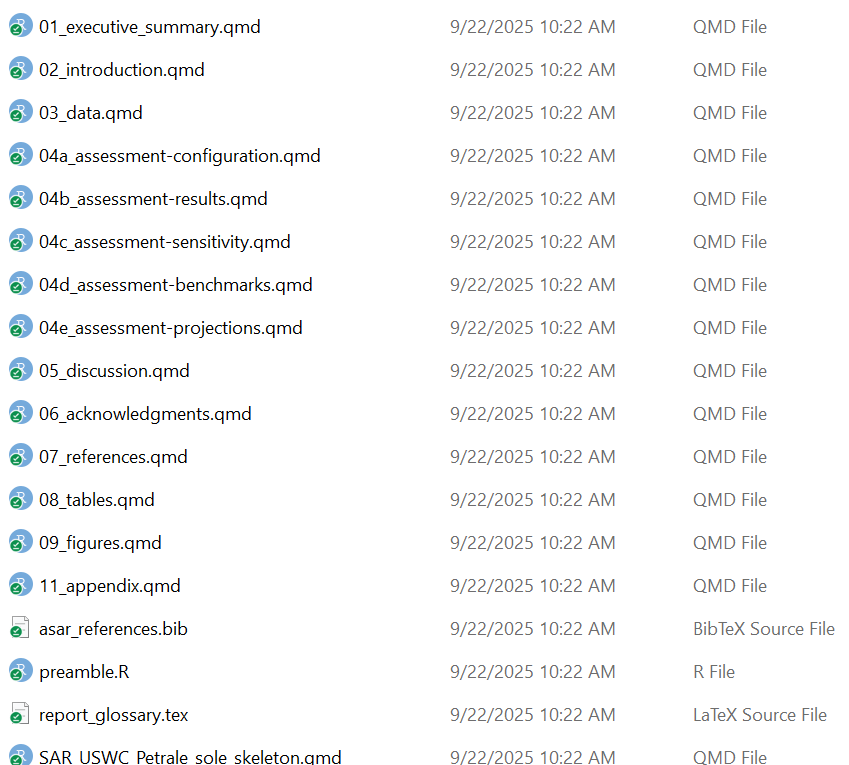 01_executive_summary.qmd 9/22/2025 10:22 AM QMD File
02_introduction.qmd 9/22/2025 10:22 AM QMD File
03_data.qmd 9/22/2025 10:22 AM QMD File
04a_assessment-configuration.qmd 9/22/2025 10:22 AM QMD File
04b_assessment-results.qmd 9/22/2025 10:22 AM QMD File
04c_assessment-sensitivity.qmd 9/22/2025 10:22 AM QMD File
04d_assessment-benchmarks.qmd 9/22/2025 10:22 AM QMD File
04e_assessment-projections.qmd 9/22/2025 10:22 AM QMD File
05_discussion.qmd 9/22/2025 10:22 AM QMD File
06_acknowledgments.qmd 9/22/2025 10:22 AM QMD File
07_references.qmd 9/22/2025 10:22 AM QMD File
08_tables.qmd 9/22/2025 10:22 AM QMD File
09_figures.qmd 9/22/2025 10:22 AM QMD File
11_appendix.qmd 9/22/2025 10:22 AM QMD File
asar_references.bib 9/22/2025 10:22 AM BibTeX Source File
preamble.R 9/22/2025 10:22 AM R File
report_glossary.tex 9/22/2025 10:22 AM LaTeX Source File
SAR_USWC_Petrale_sole_skeleton.qmd 9/22/2025 10:22 AM QMD File